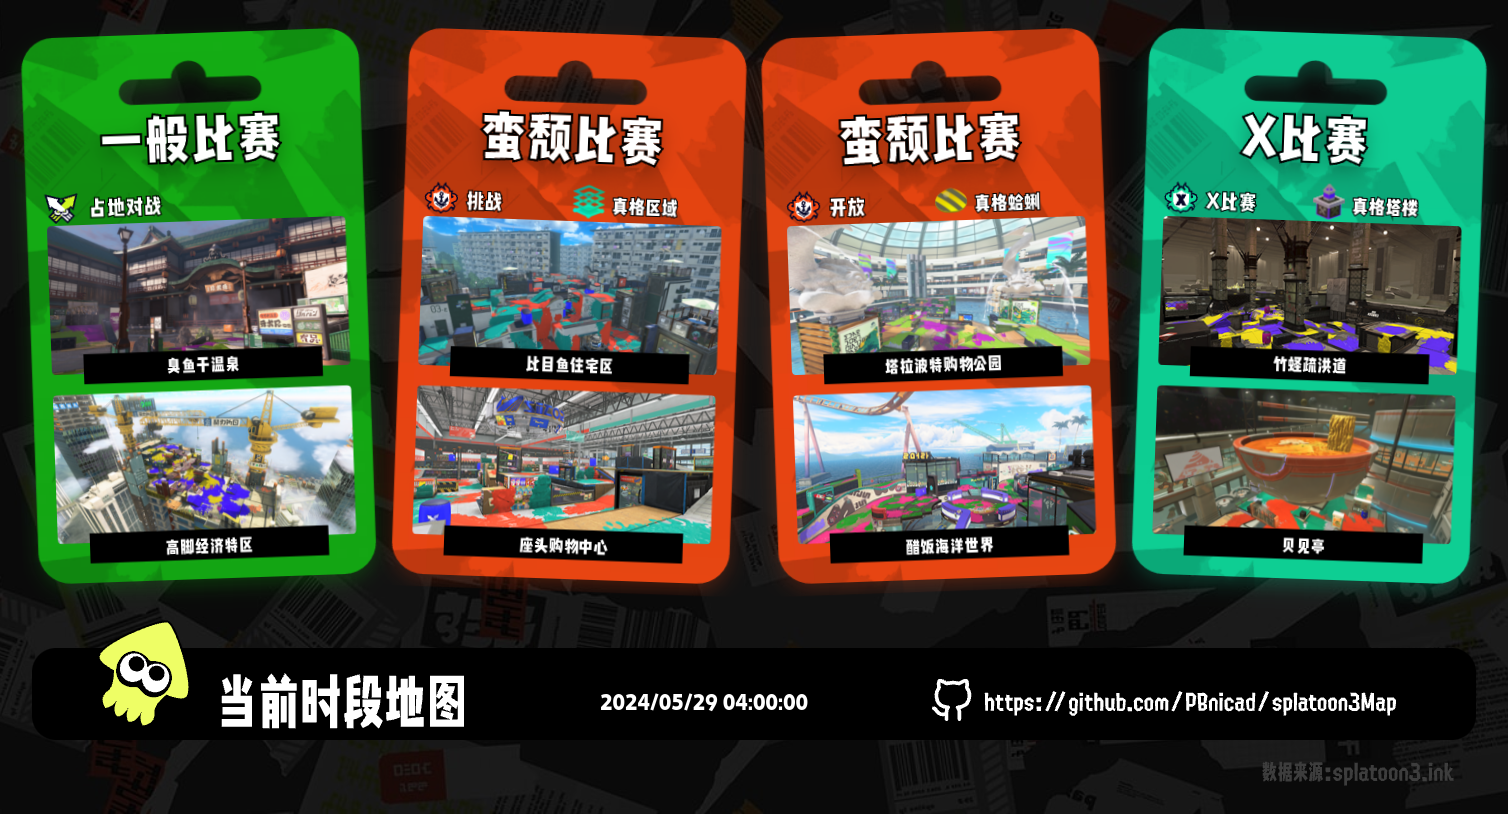 一般比赛
占地对战
臭鱼干温泉
高脚经济特区
蛮颓比赛
挑战
真格区域
比目鱼住宅区
座头购物中心
蛮颓比赛
开放
真格蛤蜊
塔拉波特购物公园
醋饭海洋世界
X比赛
X比赛
真格塔楼
竹蛏疏洪道
贝见亭
当前时段地图
2024/05/29 04:00:00
https://github.com/PBnicad/splatoon3Map
数据来源:splatoon3.ink